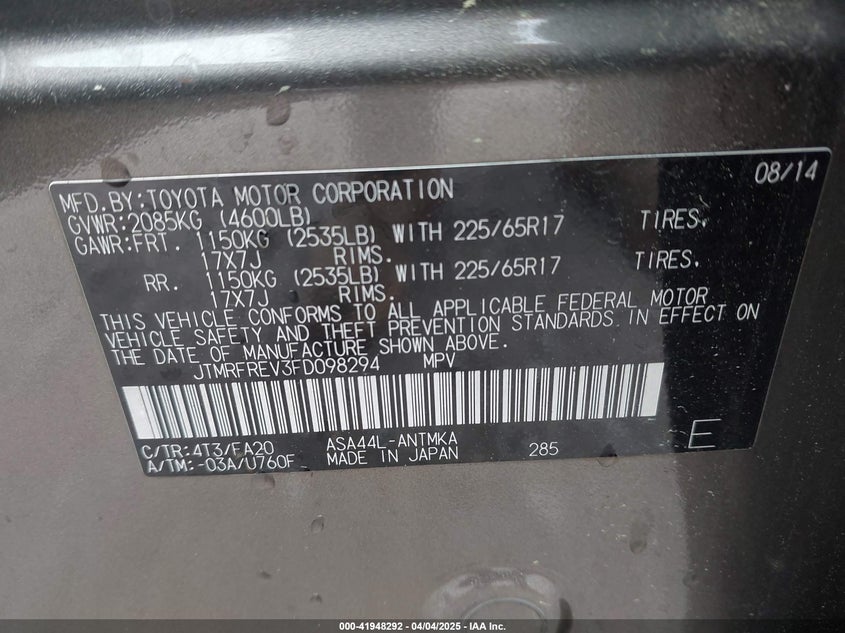 08/14
MFD.BY:TOYOTA MOTOR CORPORATION
GVWR:2085KG (4600LB)
GAWR:FRT. 1150KG (2535LB) WITH 225/65R17 TIRES.
17X7J RIMS.
RR. 1150KG (2535LB) WITH 225/65R17 TIRES.
17X7J RIMS.
THIS VEHICLE CONFORMS TO ALL APPLICABLE FEDERAL MOTOR
VEHICLE SAFETY AND THEFT PREVENTION STANDARDS IN EFFECT ON
THE DATE OF MANUFACTURE SHOWN ABOVE.
JTMRFREV3FD098294 MPV
C/TR:4T3/FA20 ASA44L-ANTMKA
A/TM:-03A/U760F MADE IN JAPAN 285 E
000-41948292 - 04/04/2025 - IAA Inc.